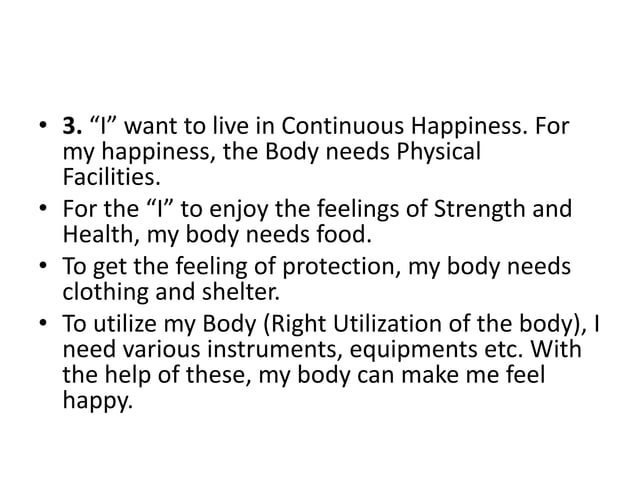 • 3. “I” want to live in Continuous Happiness. For
my happiness, the Body needs Physical
Facilities.
• For the “I” to enjoy the feelings of Strength and
Health, my body needs food.
• To get the feeling of protection, my body needs
clothing and shelter.
• To utilize my Body (Right Utilization of the body), I
need various instruments, equipments etc. With
the help of these, my body can make me feel
happy.